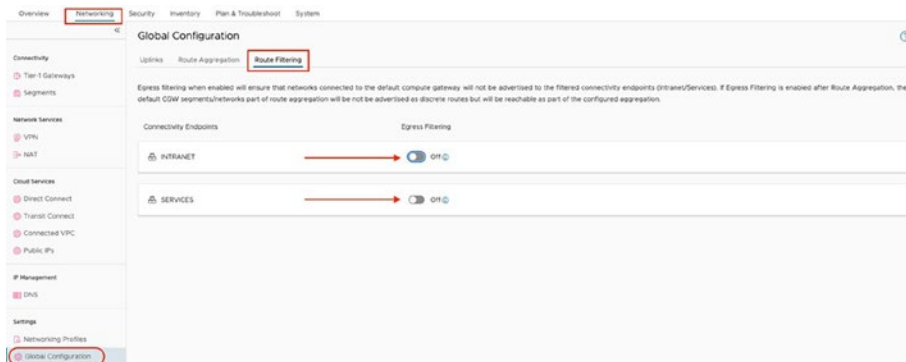 Overview Networking Security Inventory Plan & Troubleshoot System
Global Configuration
Connectivity
Tier-1 Gateways
Segments
Network Services
VPN
NAT
Cloud Services
Direct Connect
Transit Connect
Connected VPC
Public IPs
IP Management
DNS
Settings
Networking Profiles
Global Configuration
Uplinks Route Aggregation Route Filtering
Egress filtering when enabled will ensure that networks connected to the default compute gateway will not be advertised to the filtered connectivity endpoints (Intranet/Services). If Egress Filtering is enabled after Route Aggregation, the
default CGW segments/networks part of route aggregation will be not be advertised as discrete routes but will be reachable as part of the configured aggregation.
Connectivity Endpoints Egress Filtering
INTRANET Off
SERVICES Off